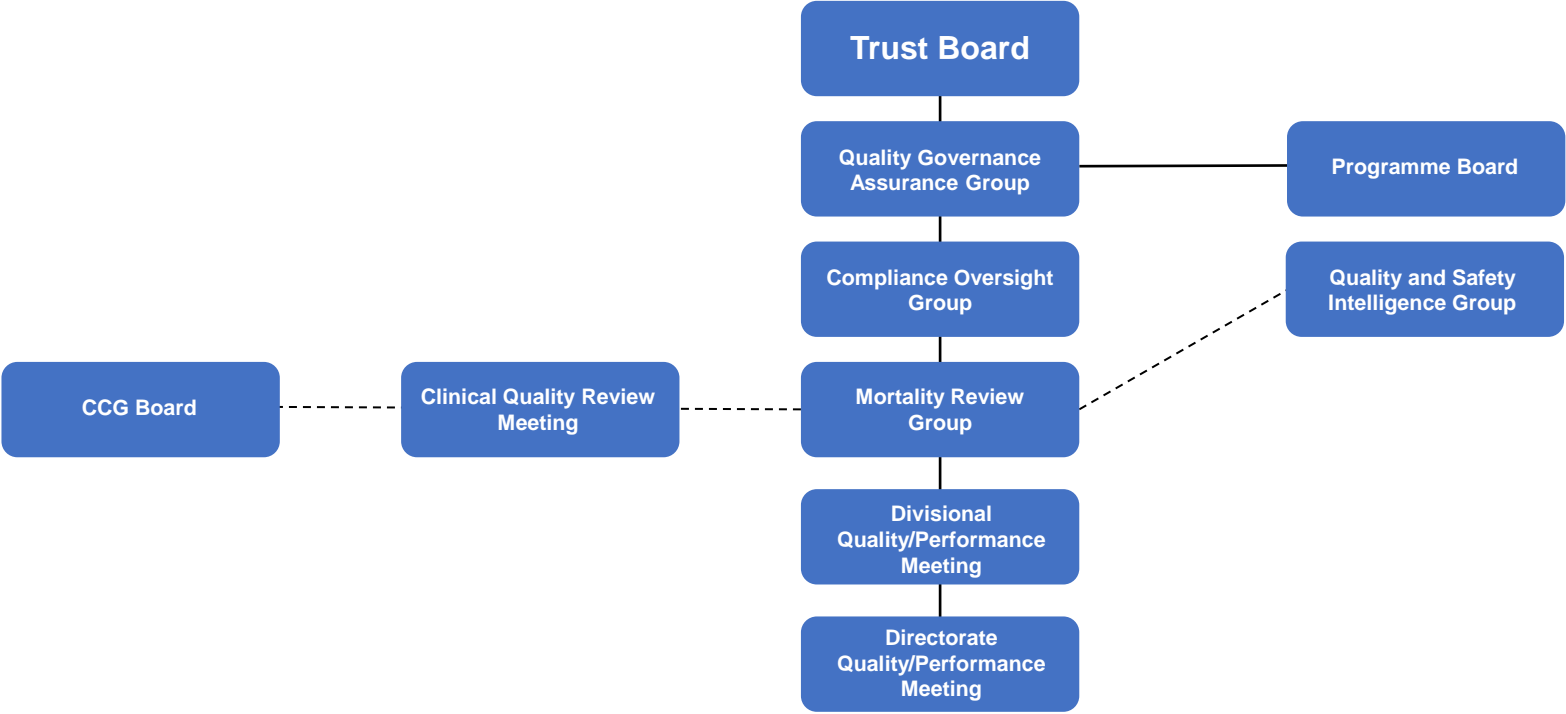 Trust Board
Quality Governance
Assurance Group
Programme Board
Compliance Oversight
Group
Quality and Safety
Intelligence Group
CCG Board
Clinical Quality Review
Meeting
Mortality Review
Group
Divisional
Quality/Performance
Meeting
Directorate
Quality/Performance
Meeting